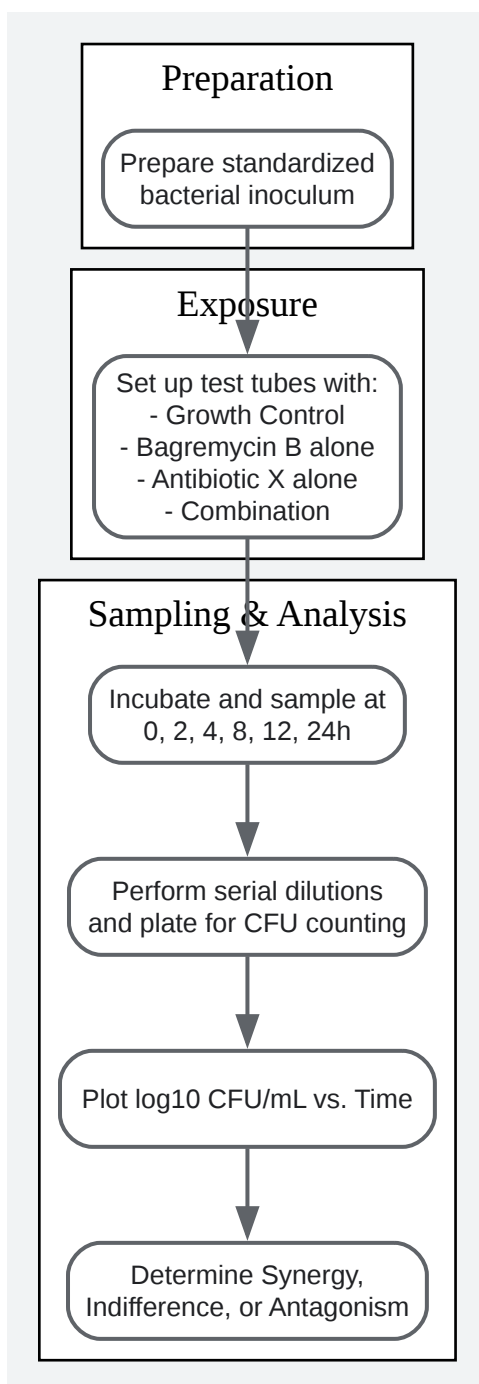 Preparation
Prepare standardized
bacterial inoculum
Exposure
Set up test tubes with:
- Growth Control
- Bagremycin B alone
- Antibiotic X alone
- Combination
Sampling & Analysis
Incubate and sample at
0, 2, 4, 8, 12, 24h
Perform serial dilutions
and plate for CFU counting
Plot log10 CFU/mL vs. Time
Determine Synergy,
Indifference, or Antagonism